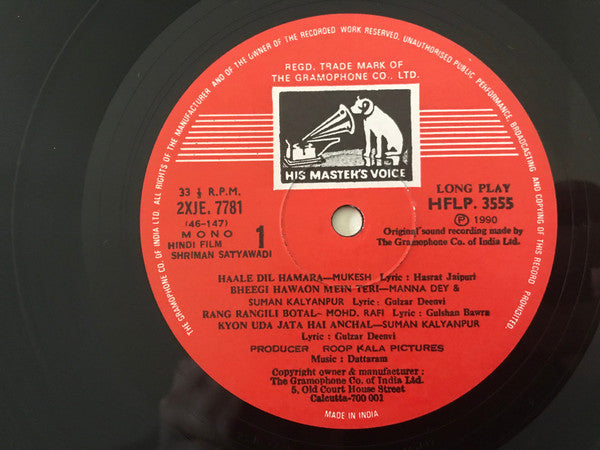 THE GRAMOPHONE CO. OF INDIA LTD. ALL RIGHTS OF THE MANUFACTURER AND OF THE OWNER OF THE RECORDED WORK RESERVED. UNAUTHORISED PUBLIC PERFORMANCE, BROADCASTING AND COPYING OF THIS RECORD PROHIBITED.
REGD. TRADE MARK OF
THE GRAMOPHONE CO., LTD.
HIS MASTER'S VOICE
33 ⅓ R.P.M.
2XJE. 7781
(46-147)
MONO
HINDI FILM
SHRIMAN SATYAWADI
1
LONG PLAY
HFLP. 3555
Ⓟ 1990
Original sound recording made by
The Gramophone Co. of India Ltd.
HAALE DIL HAMARA—MUKESH Lyric : Hasrat Jaipuri
BHEEGI HAWAON MEIN TERI—MANNA DEY &
SUMAN KALYANPUR Lyric : Gulzar Deenvi
RANG RANGILI BOTAL- MOHD. RAFI Lyric : Gulshan Bawra
KYON UDA JATA HAI ANCHAL—SUMAN KALYANPUR
Lyric : Gulzar Deenvi
PRODUCER ROOP KALA PICTURES
Music : Dattaram
Copyright owner & manufacturer :
The Gramophone Co. of India Ltd.
5, Old Court House Street
Calcutta-700 001
MADE IN INDIA